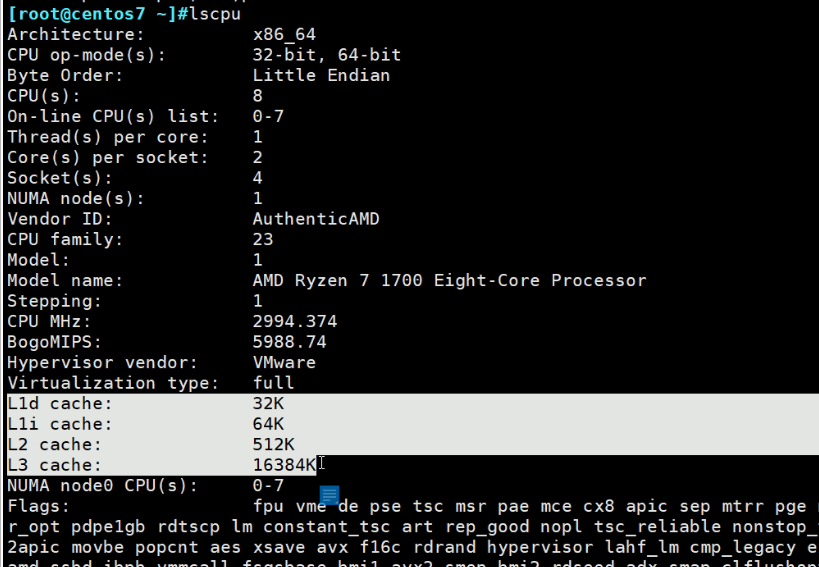 [root@centos7 ~]#lscpu
Architecture: x86_64
CPU op-mode(s): 32-bit, 64-bit
Byte Order: Little Endian
CPU(s): 8
On-line CPU(s) list: 0-7
Thread(s) per core: 1
Core(s) per socket: 2
Socket(s): 4
NUMA node(s): 1
Vendor ID: AuthenticAMD
CPU family: 23
Model: 1
Model name: AMD Ryzen 7 1700 Eight-Core Processor
Stepping: 1
CPU MHz: 2994.374
BogoMIPS: 5988.74
Hypervisor vendor: VMware
Virtualization type: full
L1d cache: 32K
L1i cache: 64K
L2 cache: 512K
L3 cache: 16384K
NUMA node0 CPU(s): 0-7
Flags: fpu vme de pse tsc msr pae mce cx8 apic sep mtrr pge
r_opt pdpe1gb rdtscp lm constant_tsc art rep_good nopl tsc_reliable nonstop_
2apic movbe popcnt aes xsave avx f16c rdrand hypervisor lahf_lm cmp_legacy e